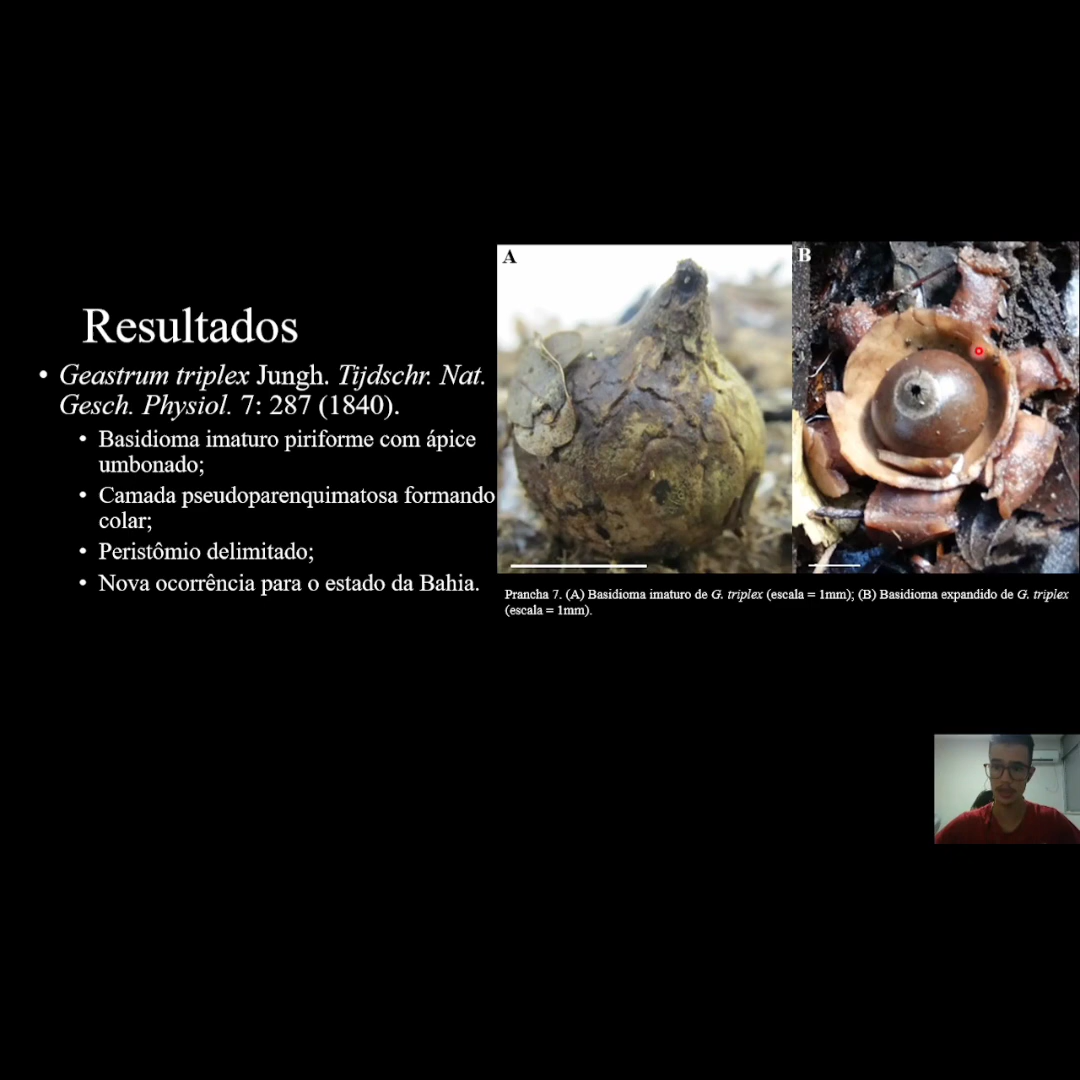 Resultados
• Geastrum triplex Jungh. Tijdschr. Nat.
Gesch. Physiol. 7: 287 (1840).
• Basidioma imaturo piriforme com ápice
umbonado;
• Camada pseudoparenquimatosa formando
colar;
• Peristômio delimitado;
• Nova ocorrência para o estado da Bahia.
A
B
Prancha 7. (A) Basidioma imaturo de G. triplex (escala = 1mm); (B) Basidioma expandido de G. triplex
(escala = 1mm).